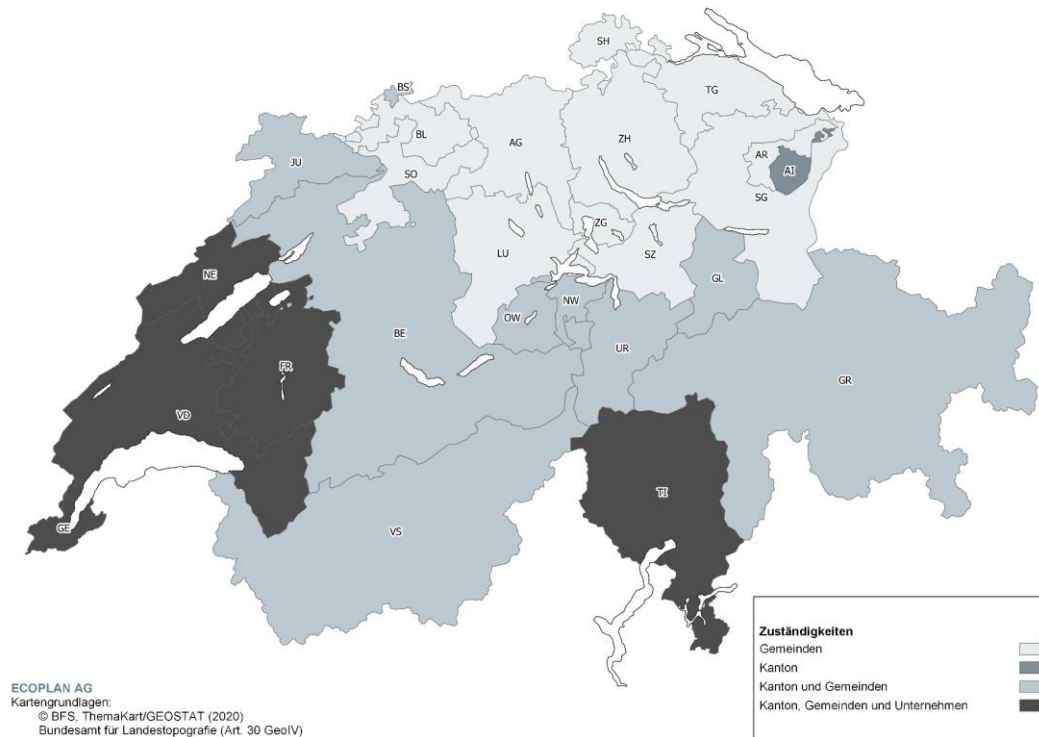 SH
BS
TG
BL
AG
ZH
JU
AR
AI
SO
SG
ZG
LU
SZ
NE
GL
NW
OW
BE
UR
FR
GR
VD
TI
GE
VS
Zuständigkeiten
Gemeinden
Kanton
Kanton und Gemeinden
Kanton, Gemeinden und Unternehmen
ECOPLAN AG
Kartengrundlagen:
© BFS, ThemaKart/GEOSTAT (2020)
Bundesamt für Landestopografie (Art. 30 GeoIV)